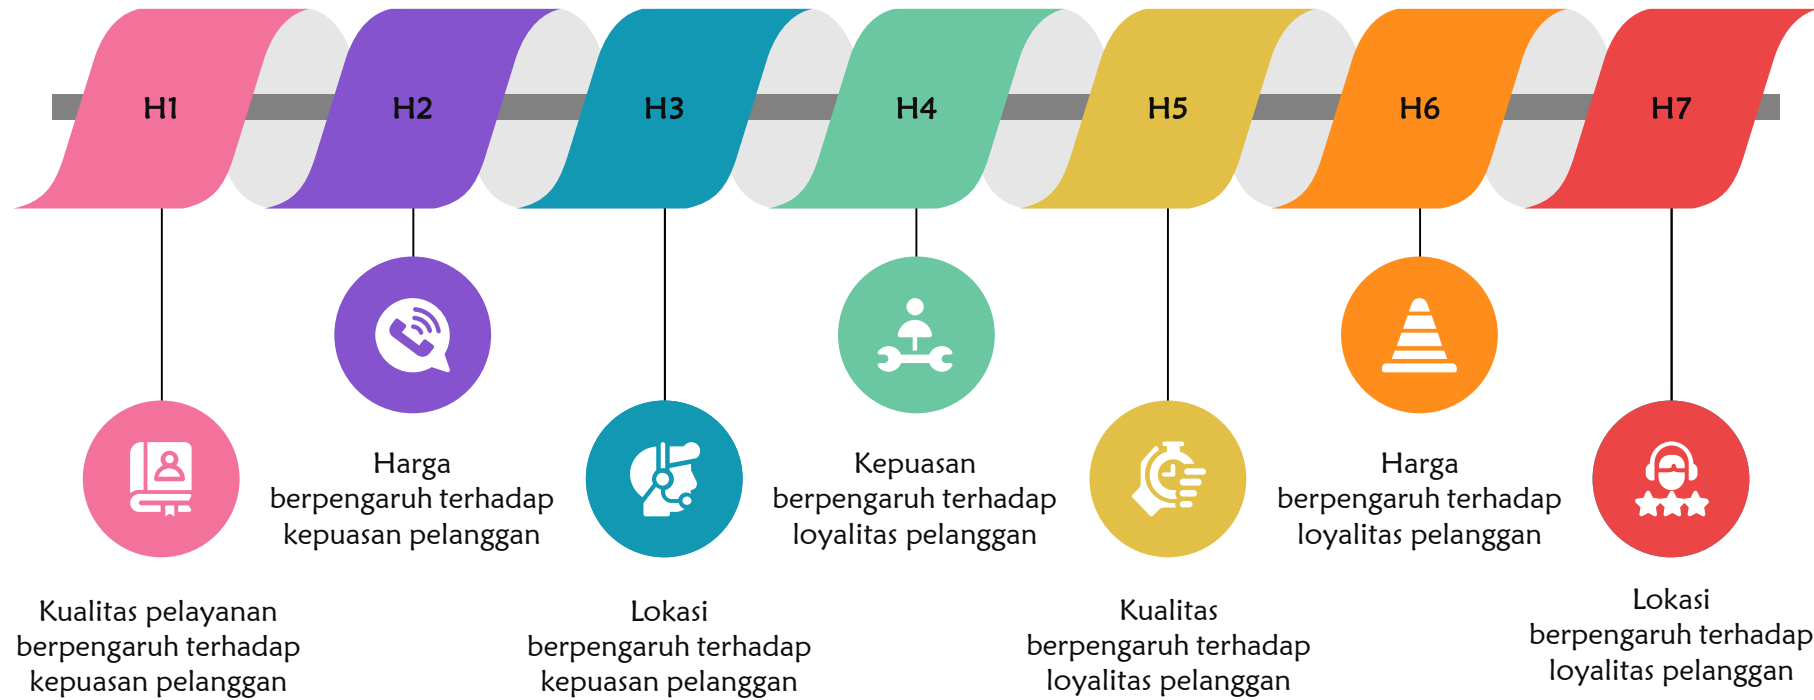 H1
H2
H3
H4
H5
H6
H7
Kualitas pelayanan
berpengaruh terhadap
kepuasan pelanggan
Harga
berpengaruh terhadap
kepuasan pelanggan
Lokasi
berpengaruh terhadap
kepuasan pelanggan
Kepuasan
berpengaruh terhadap
loyalitas pelanggan
Kualitas
berpengaruh terhadap
loyalitas pelanggan
Harga
berpengaruh terhadap
loyalitas pelanggan
Lokasi
berpengaruh terhadap
loyalitas pelanggan